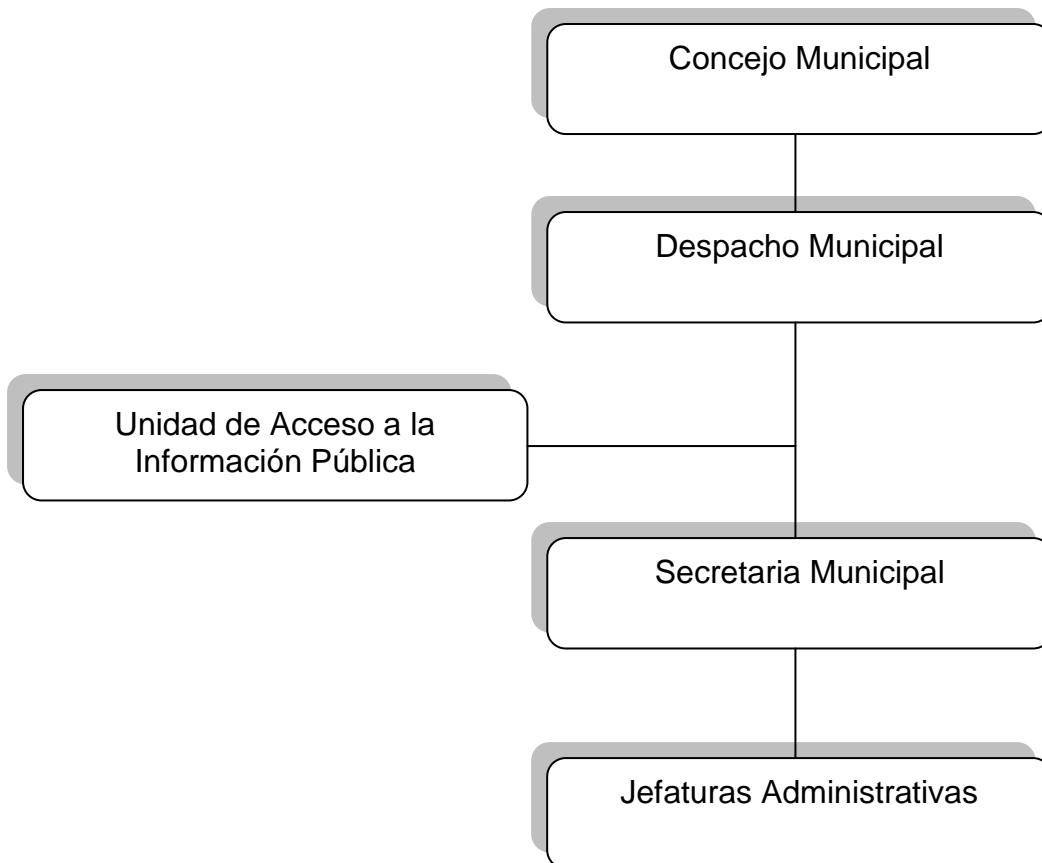 Concejo Municipal
Despacho Municipal
Unidad de Acceso a la
Información Pública
Secretaria Municipal
Jefaturas Administrativas